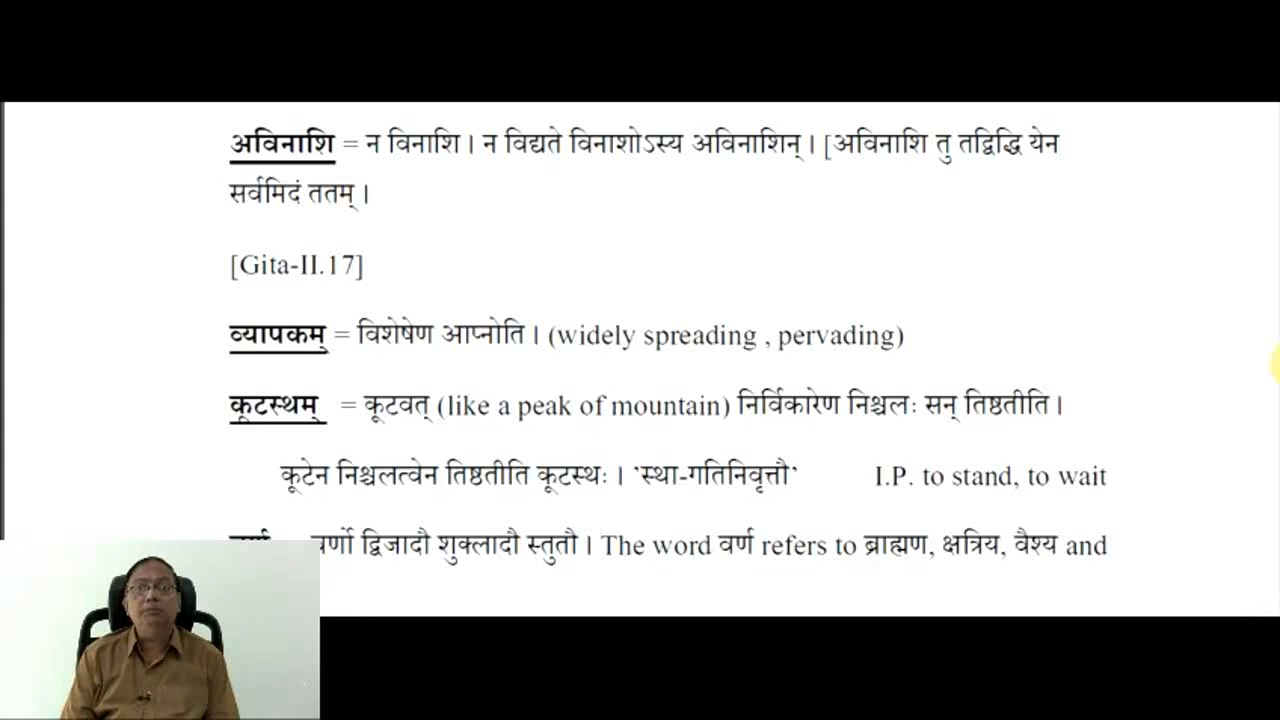 अविनाशि = न विनाशि । न विद्यते विनाशोऽस्य अविनाशिन् । [अविनाशि तु तद्विद्धि येन
सर्वमिदं ततम् ।
[Gita-II.17]
व्यापकम् = विशेषेण आप्नोति । (widely spreading , pervading)
कूटस्थम् = कूटवत् (like a peak of mountain) निर्विकारेण निश्चलः सन् तिष्ठतीति ।
कूटेन निश्चलत्वेन तिष्ठतीति कूटस्थः । 'स्था-गतिनिवृत्तौ' I.P. to stand, to wait
द्विजादौ शुक्लादौ स्तुतौ । The word वर्ण refers to ब्राह्मण, क्षत्रिय, वैश्य and